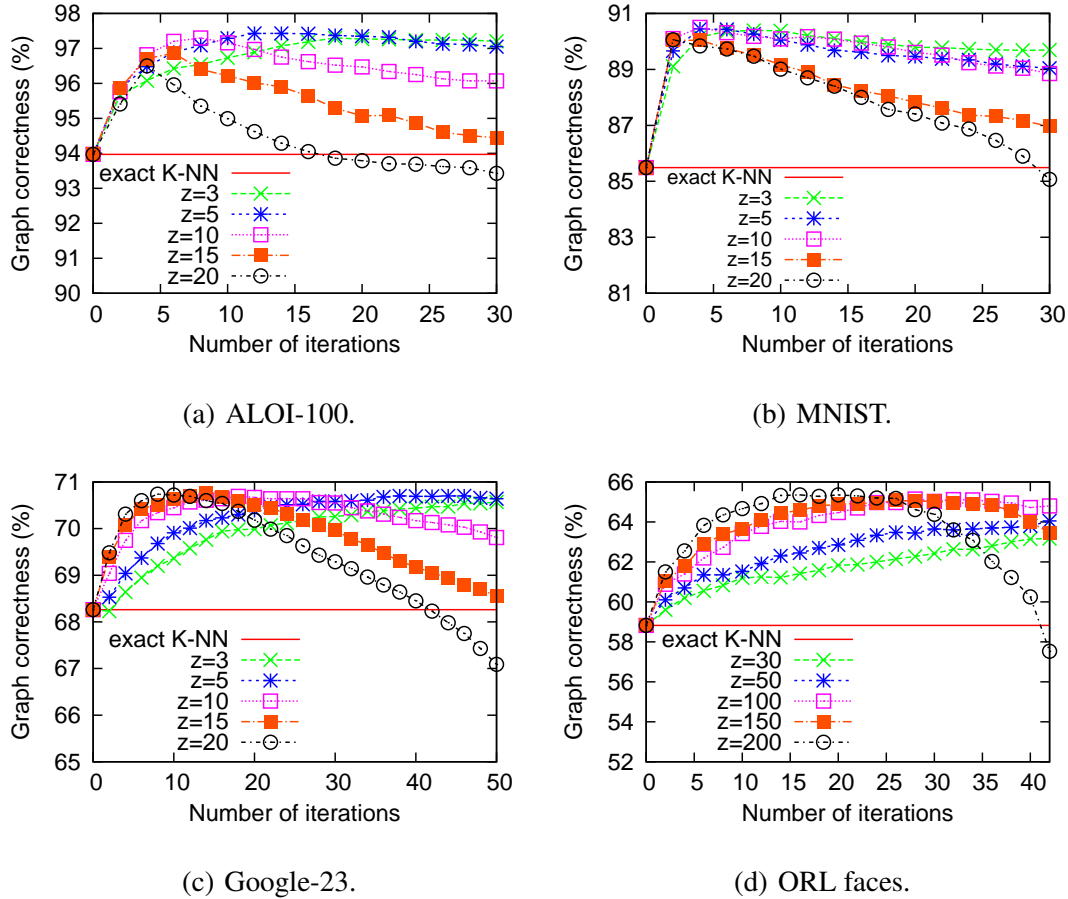 Graph correctness (%)
98
97
96
95
94
93
92
91
90
exact K-NN
z=3
z=5
z=10
z=15
z=20
0 5 10 15 20 25 30
Number of iterations
(a) ALOI-100.
Graph correctness (%)
91
89
87
85
83
81
exact K-NN
z=3
z=5
z=10
z=15
z=20
0 5 10 15 20 25 30
Number of iterations
(b) MNIST.
Graph correctness (%)
71
70
69
68
67
66
65
exact K-NN
z=3
z=5
z=10
z=15
z=20
0 10 20 30 40 50
Number of iterations
(c) Google-23.
Graph correctness (%)
66
64
62
60
58
56
54
52
exact K-NN
z=30
z=50
z=100
z=150
z=200
0 5 10 15 20 25 30 35 40
Number of iterations
(d) ORL faces.